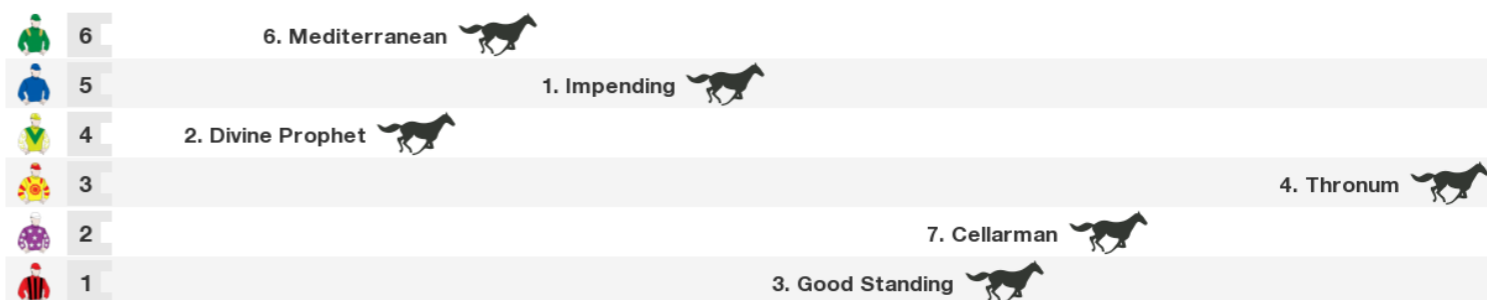 6 6. Mediterranean
5 1. Impending
4 2. Divine Prophet
3 4. Thronum
2 7. Cellarman
1 3. Good Standing